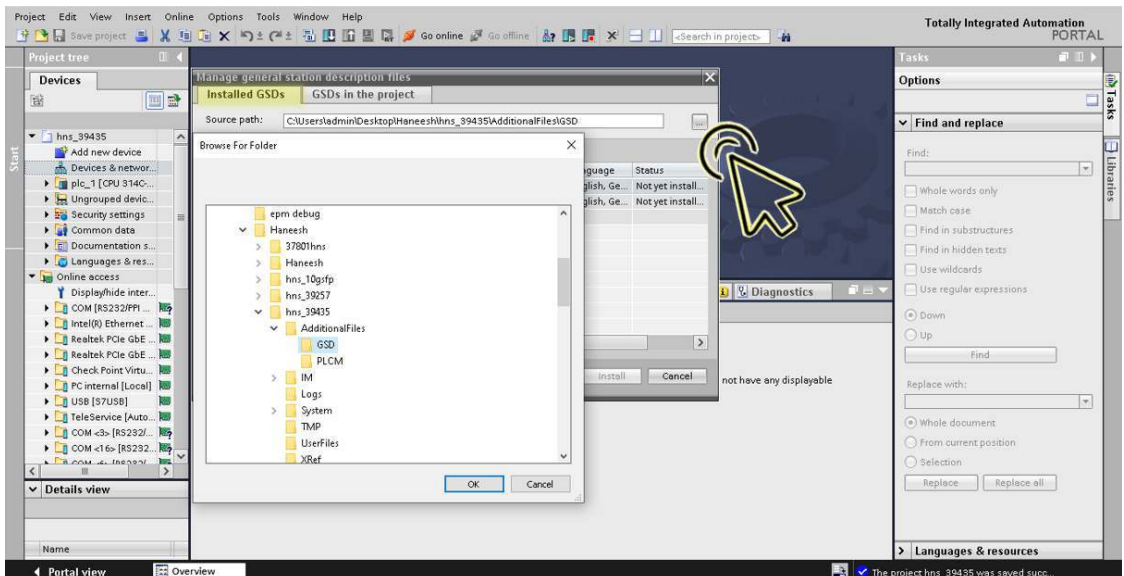 Project Edit View Insert Online Options Tools Window Help
Totally Integrated Automation
PORTAL
Save project
Go online
Go offline
<Search in project>
Project tree
Devices
Start
hns_39435
Add new device
Devices & networ...
plc_1 [CPU 314C-...
Ungrouped devic...
Security settings
Common data
Documentation s...
Languages & res...
Online access
Display/hide inter...
COM [RS232/PPI ...
Intel(R) Ethernet ...
Realtek PCIe GbE ...
Realtek PCIe GbE ...
Check Point Virtu...
PC internal [Local]
USB [S7USB]
TeleService [Auto...
COM <3> [RS232/...
COM <16> [RS232...
Details view
Name
Manage general station description files
Installed GSDs
GSDs in the project
Source path:
C:\Users\admin\Desktop\Haneesh\hns_39435\AdditionalFiles\GSD
...
nguage
Status
glish, Ge...
Not yet install...
glish, Ge...
Not yet install...
Install
Cancel
Browse For Folder
epm debug
Haneesh
37801hns
Haneesh
hns_10gsfp
hns_39257
hns_39435
AdditionalFiles
GSD
PLCM
IM
Logs
System
TMP
UserFiles
XRef
OK
Cancel
Diagnostics
not have any displayable
Tasks
Options
Find and replace
Find:
Whole words only
Match case
Find in substructures
Find in hidden texts
Use wildcards
Use regular expressions
Down
Up
Find
Replace with:
Whole document
From current position
Selection
Replace
Replace all
Languages & resources
Tasks
Libraries
Portal view
Overview
The project hns_39435 was saved succ...